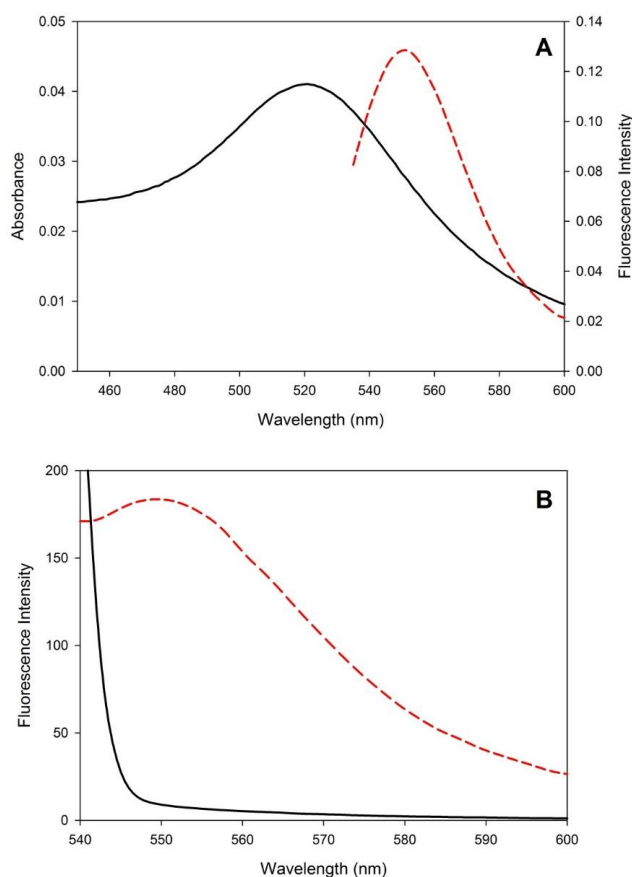 A
0.05
0.04
0.03
0.02
0.01
0.00
Absorbance
0.14
0.12
0.10
0.08
0.06
0.04
0.02
0.00
Fluorescence Intensity
460 480 500 520 540 560 580 600
Wavelength (nm)
B
200
150
100
50
0
Fluorescence Intensity
540 550 560 570 580 590 600
Wavelength (nm)